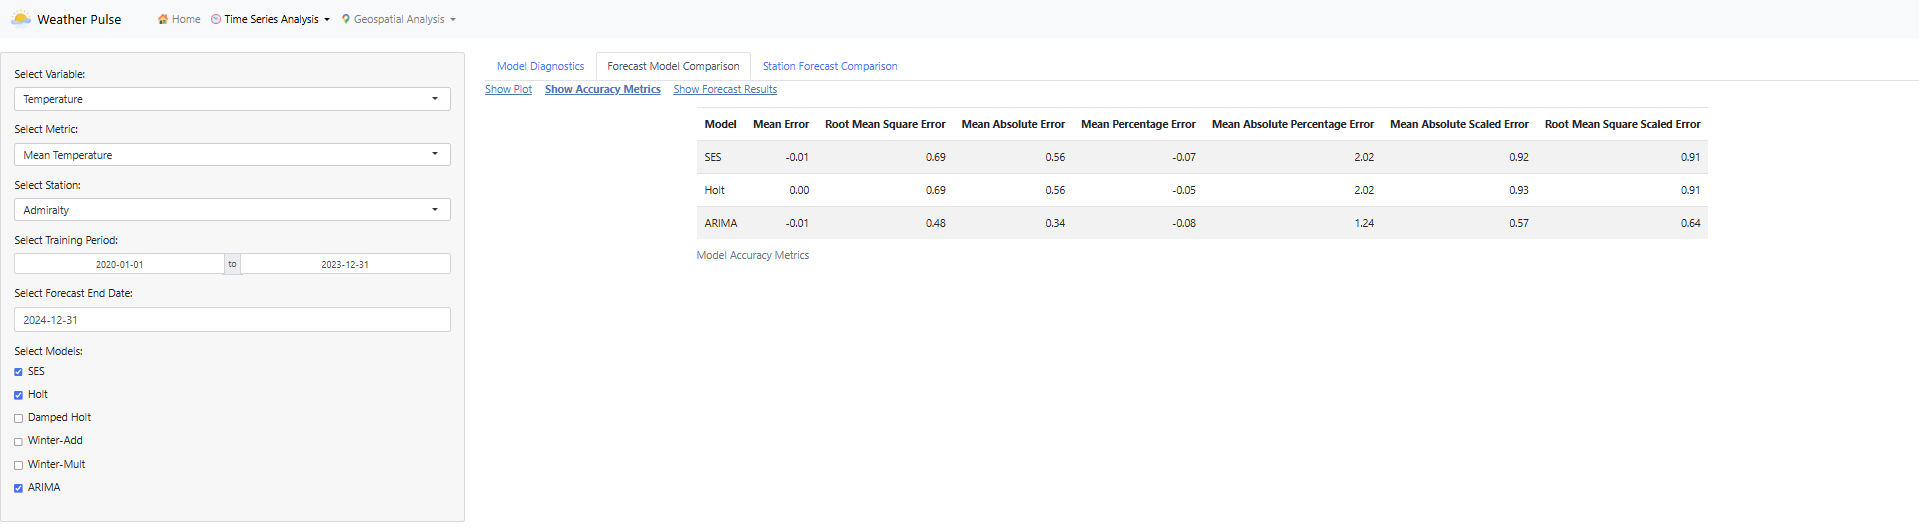 Weather Pulse Home Time Series Analysis Geospatial Analysis
Select Variable:
Temperature
Select Metric:
Mean Temperature
Select Station:
Admiralty
Select Training Period:
2020-01-01 to 2023-12-31
Select Forecast End Date:
2024-12-31
Select Models:
SES
Holt
Damped Holt
Winter-Add
Winter-Mult
ARIMA
Model Diagnostics Forecast Model Comparison Station Forecast Comparison
Show Plot Show Accuracy Metrics Show Forecast Results
Model Mean Error Root Mean Square Error Mean Absolute Error Mean Percentage Error Mean Absolute Percentage Error Mean Absolute Scaled Error Root Mean Square Scaled Error
SES -0.01 0.69 0.56 -0.07 2.02 0.92 0.91
Holt 0.00 0.69 0.56 -0.05 2.02 0.93 0.91
ARIMA -0.01 0.48 0.34 -0.08 1.24 0.57 0.64
Model Accuracy Metrics